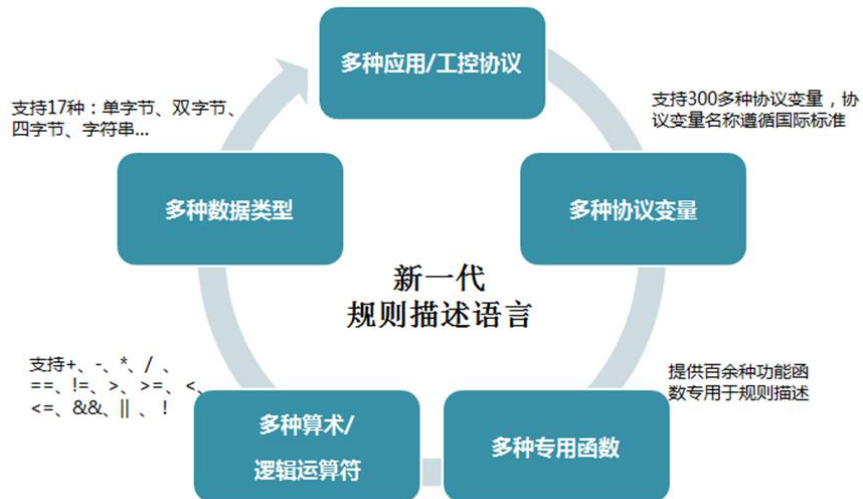 多种应用/工控协议
支持17种：单字节、双字节、
四字节、字符串...
支持300多种协议变量，协
议变量名称遵循国际标准
多种数据类型
多种协议变量
新一代
规则描述语言
支持+、-、*、/ 、
==、!=、>、>=、<、
<=、&&、|| 、！
提供百余种功能函
数专用于规则描述
多种算术/
逻辑运算符
多种专用函数